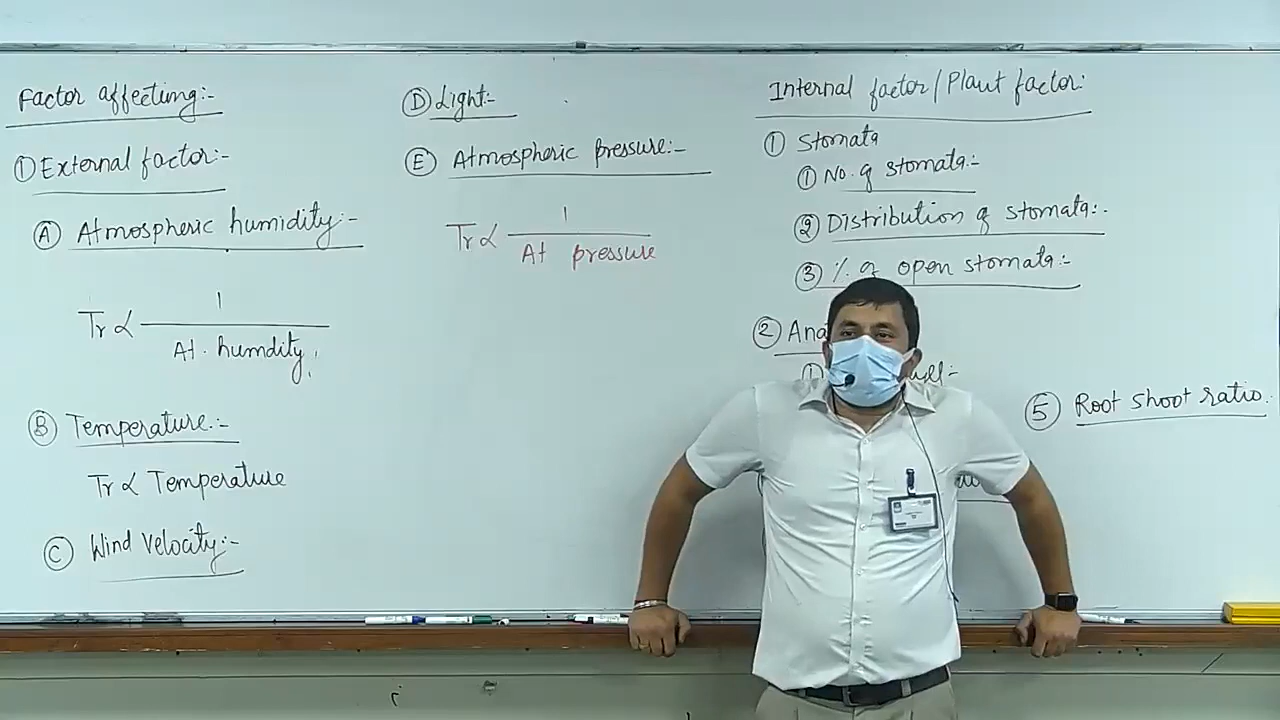 Factor affecting:-
① External factor:-
Ⓐ Atmospheric humidity:-
Tr ∝ 1 / At. humdity
Ⓑ Temperature:-
Tr ∝ Temperature
Ⓒ Wind Velocity:-
Ⓓ Light:-
Ⓔ Atmospheric pressure:-
Tr ∝ 1 / At pressure
Internal factor/Plant factor:
① Stomata
① No. of stomata:-
② Distribution of stomata:-
③ % of open stomata:-
②
①
⑤ Root shoot ratio